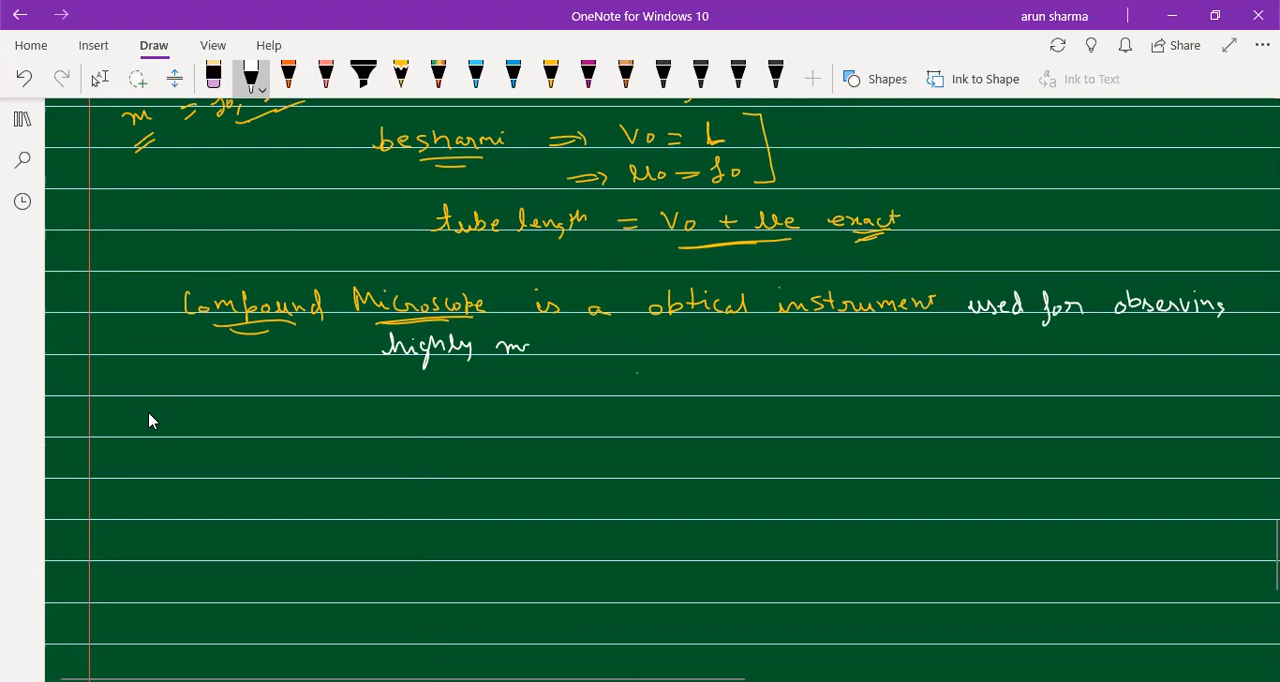 OneNote for Windows 10
arun sharma
Home Insert Draw View Help
Share
Shapes
Ink to Shape
Ink to Text
m =
besharmi ⇒ Vo = L
⇒ uo = fo
tube length = Vo + ue exact
Compound Microscope is a obtical instrument used for observing
highly m